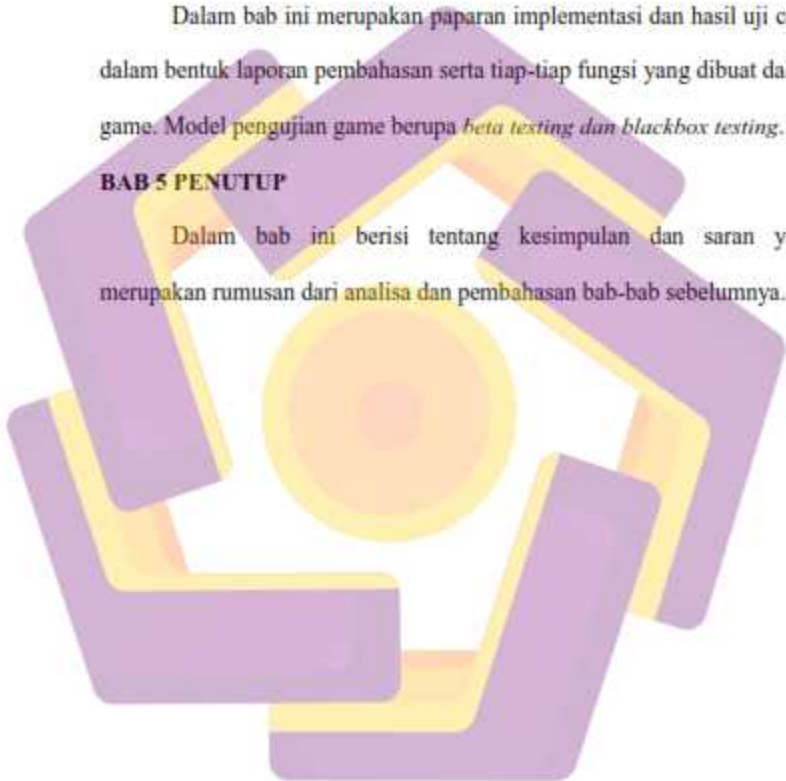 Dalam bab ini merupakan paparan implementasi dan hasil uji c
dalam bentuk laporan pembahasan serta tiap-tiap fungsi yang dibuat da
game. Model pengujian game berupa beta testing dan blackbox testing.
BAB 5 PENUTUP
Dalam bab ini berisi tentang kesimpulan dan saran y
merupakan rumusan dari analisa dan pembahasan bab-bab sebelumnya.